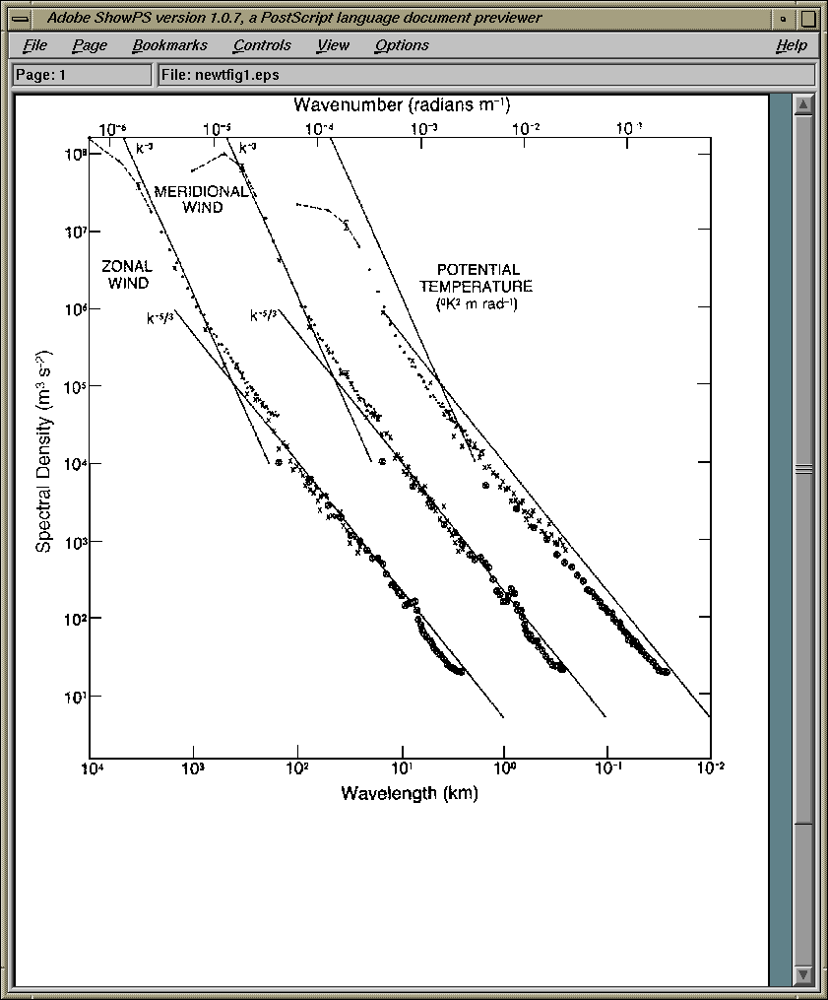 Adobe ShowPS version 1.0.7, a PostScript language document previewer
File Page Bookmarks Controls View Options Help
Page: 1 File: newtfig1.eps
Wavenumber (radians m⁻¹)
10⁻⁶ 10⁻⁵ 10⁻⁴ 10⁻³ 10⁻² 10⁻¹
10⁸ k⁻³ k⁻³
MERIDIONAL
WIND
10⁷
ZONAL
WIND
POTENTIAL
TEMPERATURE
(⁰K² m rad⁻¹)
10⁶
k⁻⁵/³ k⁻⁵/³
10⁵
10⁴
10³
10²
10¹
Spectral Density (m³ s⁻²)
10⁴ 10³ 10² 10¹ 10⁰ 10⁻¹ 10⁻²
Wavelength (km)